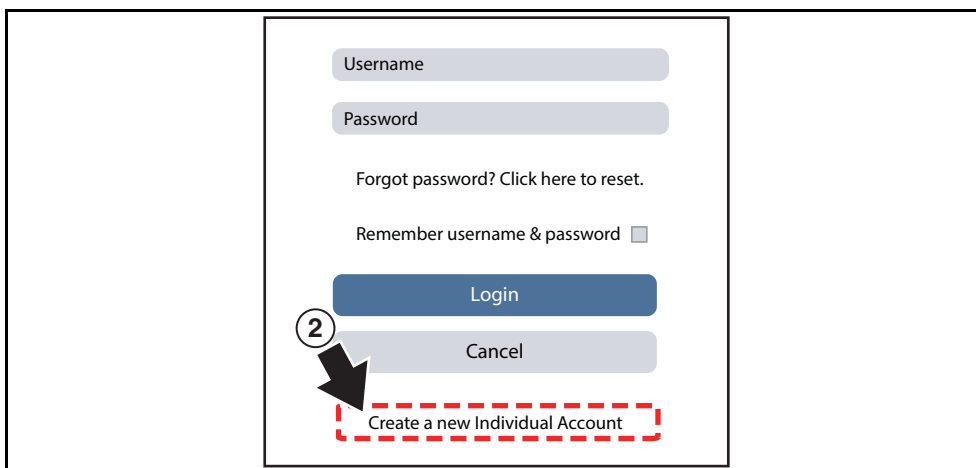 Username
Password
Forgot password? Click here to reset.
Remember username & password
Login
2
Cancel
Create a new Individual Account